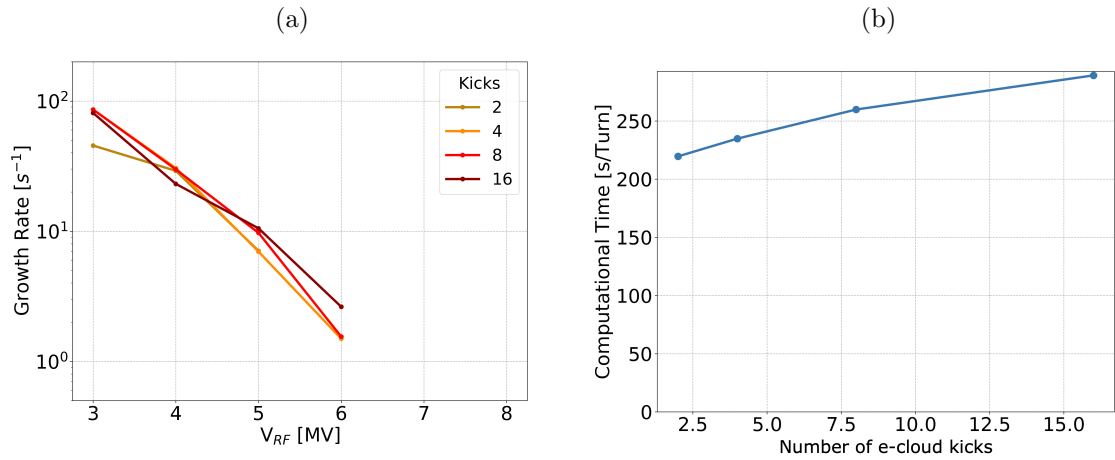 (a)
(b)
Growth Rate [s⁻¹]
10²
10¹
10⁰
Kicks
2
4
8
16
3 4 5 6 7 8
V_RF [MV]
Computational Time [s/Turn]
250
200
150
100
50
0
2.5 5.0 7.5 10.0 12.5 15.0
Number of e-cloud kicks